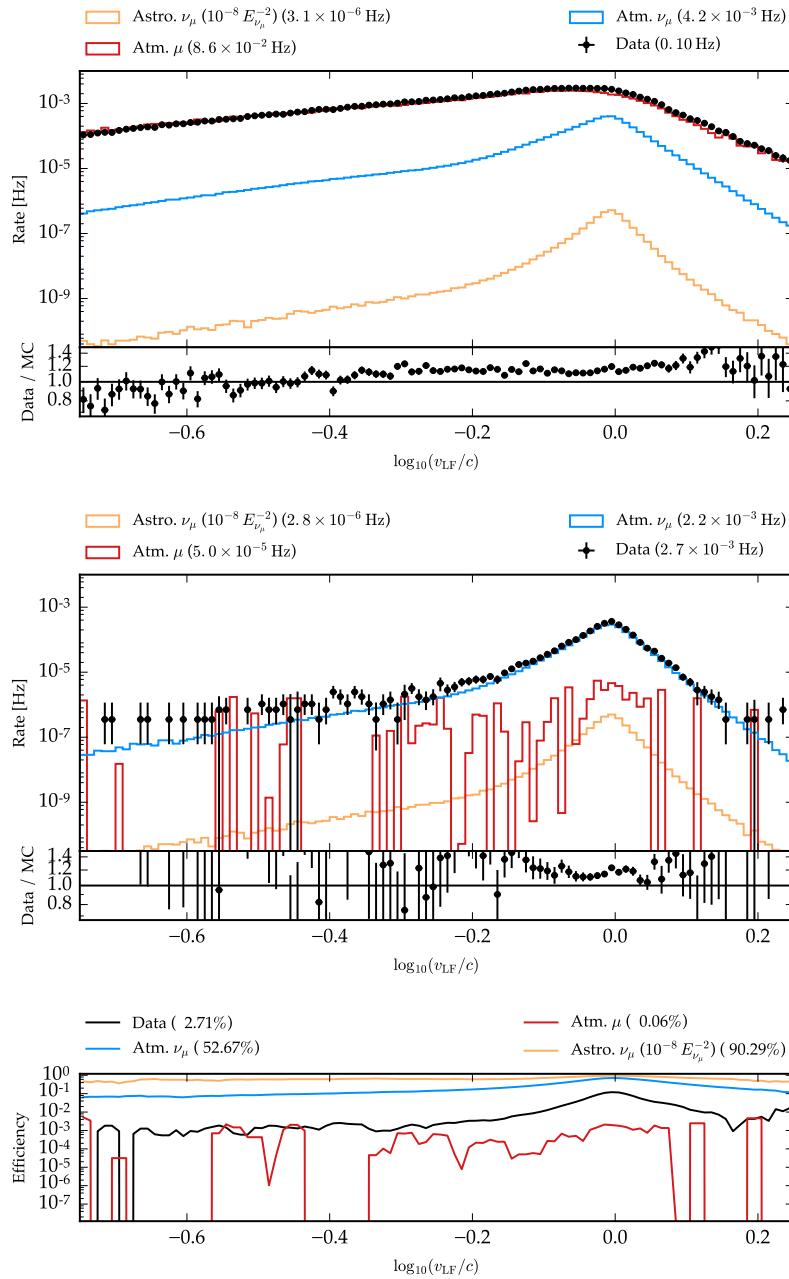 Astro. ν_μ (10⁻⁸ E_{ν_μ}⁻²) (3.1 × 10⁻⁶ Hz) Atm. ν_μ (4.2 × 10⁻³ Hz)
Atm. μ (8.6 × 10⁻² Hz) Data (0.10 Hz)
Rate [Hz]
10⁻³
10⁻⁵
10⁻⁷
10⁻⁹
Data / MC
1.4
1.2
1.0
0.8
−0.6 −0.4 −0.2 0.0 0.2
log₁₀(v_LF/c)
Astro. ν_μ (10⁻⁸ E_{ν_μ}⁻²) (2.8 × 10⁻⁶ Hz) Atm. ν_μ (2.2 × 10⁻³ Hz)
Atm. μ (5.0 × 10⁻⁵ Hz) Data (2.7 × 10⁻³ Hz)
Rate [Hz]
10⁻³
10⁻⁵
10⁻⁷
10⁻⁹
Data / MC
1.4
1.2
1.0
0.8
−0.6 −0.4 −0.2 0.0 0.2
log₁₀(v_LF/c)
Data ( 2.71%) Atm. μ ( 0.06%)
Atm. ν_μ ( 52.67%) Astro. ν_μ (10⁻⁸ E_{ν_μ}⁻²) ( 90.29%)
Efficiency
10⁰
10⁻¹
10⁻²
10⁻³
10⁻⁴
10⁻⁵
10⁻⁶
10⁻⁷
−0.6 −0.4 −0.2 0.0 0.2
log₁₀(v_LF/c)